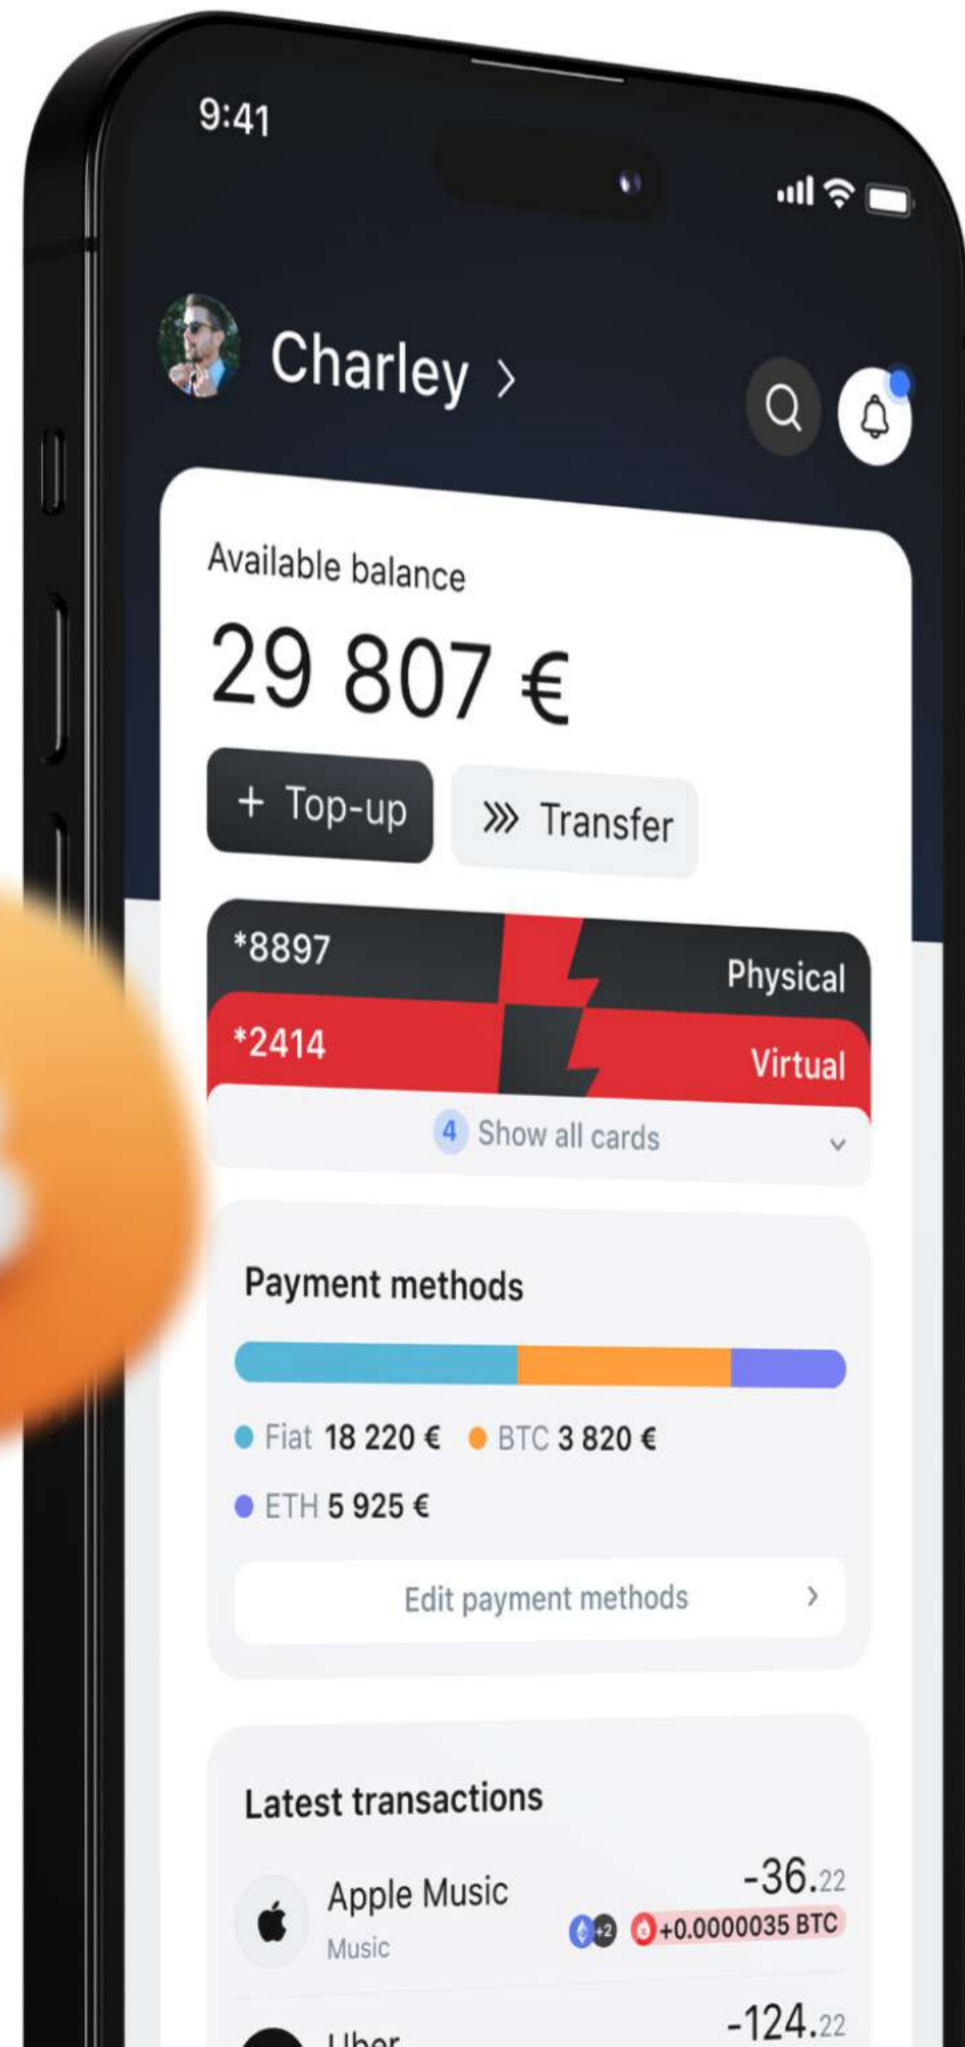 9:41
Charley
Available balance
29 807 €
+ Top-up
Transfer
*8897 Physical
*2414 Virtual
4 Show all cards
Payment methods
Fiat 18 220 € BTC 3 820 €
ETH 5 925 €
Edit payment methods
Latest transactions
Apple Music -36.22
Music +2 +0.0000035 BTC
Uber -124.22